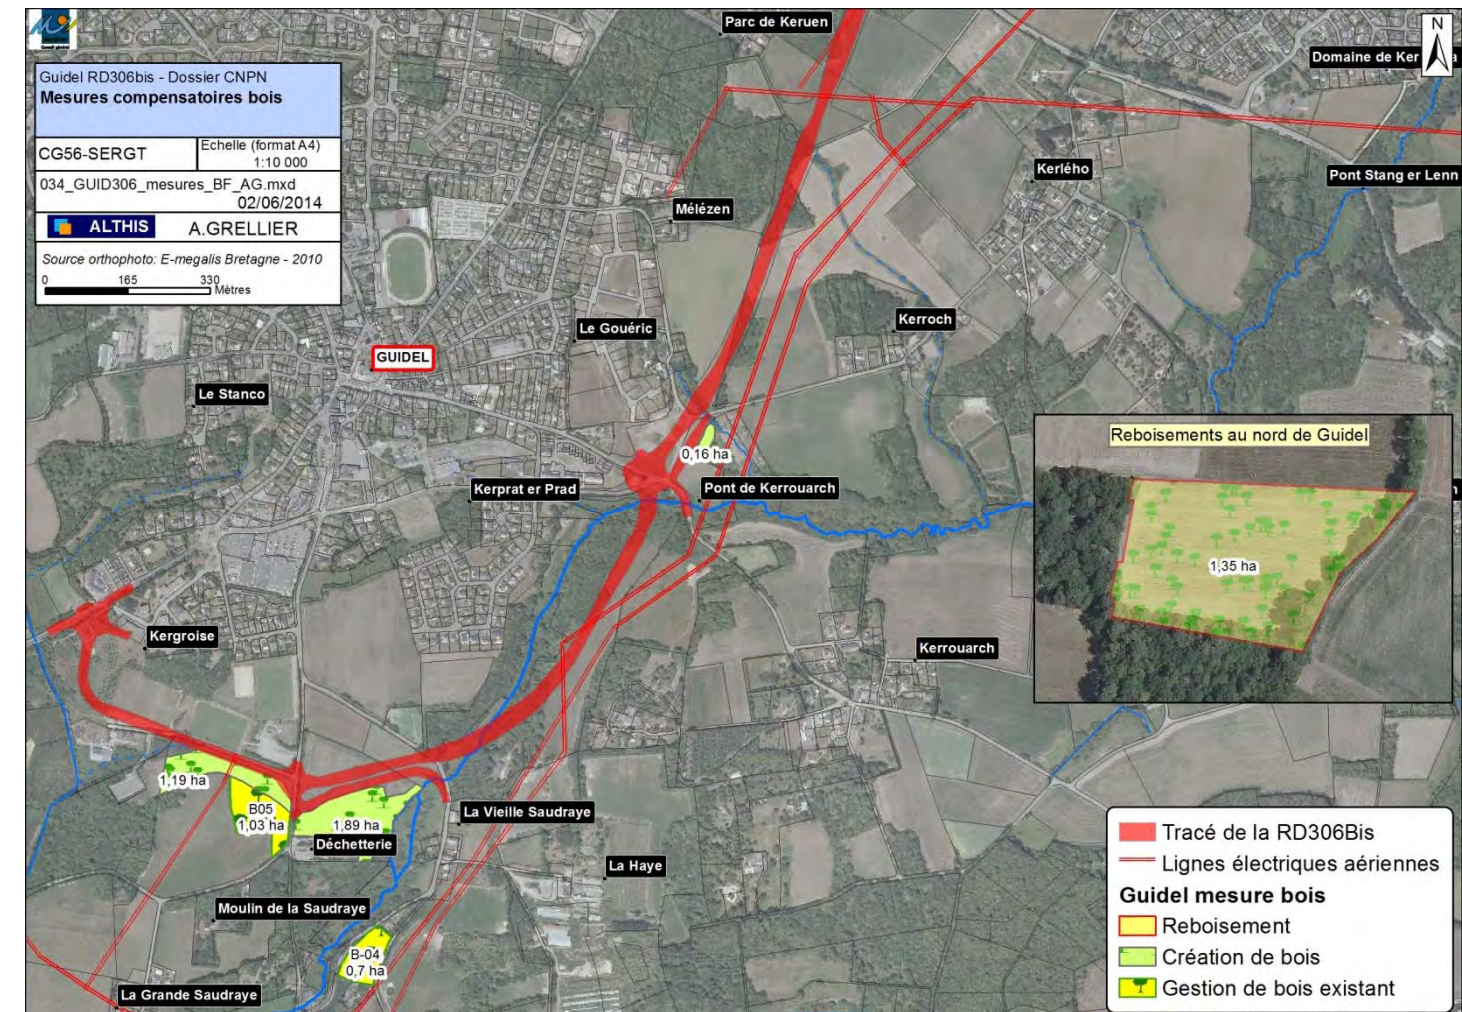 Parc de Keruen
N
Domaine de Ker
Guidel RD306bis - Dossier CNPN
Mesures compensatoires bois
CG56-SERGT
Echelle (format A4)
1:10 000
034_GUID306_mesures_BF_AG.mxd
02/06/2014
ALTHIS
A.GRELLIER
Source orthophoto: E-megalis Bretagne - 2010
0 165 330
Mètres
Kerlého
Pont Stang er Lenn
Mélézen
Le Gouéric
Kerroch
GUIDEL
Le Stanco
0,16 ha
Kerprat er Prad
Pont de Kerrouarch
Reboisements au nord de Guidel
1,35 ha
Kergroise
Kerrouarch
1,19 ha
B05
1,03 ha
1,89 ha
Déchetterie
La Vieille Saudraye
La Haye
Moulin de la Saudraye
B-04
0,7 ha
La Grande Saudraye
Tracé de la RD306Bis
Lignes électriques aériennes
Guidel mesure bois
Reboisement
Création de bois
Gestion de bois existant